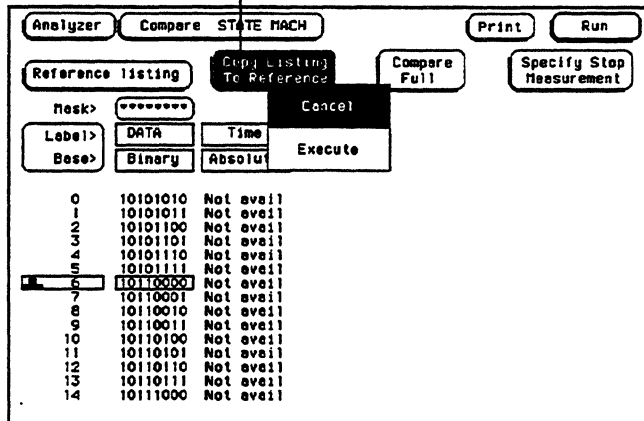 Analyzer Compare STATE MACH Print Run
Reference listing Copy Listing To Reference Compare Full Specify Stop Measurement
Cancel
Execute
Mask> ********
Label> DATA Time
Base> Binary Absolut
0 10101010 Not avail
1 10101011 Not avail
2 10101100 Not avail
3 10101101 Not avail
4 10101110 Not avail
5 10101111 Not avail
6 10110000 Not avail
7 10110001 Not avail
8 10110010 Not avail
9 10110011 Not avail
10 10110100 Not avail
11 10110101 Not avail
12 10110110 Not avail
13 10110111 Not avail
14 10111000 Not avail